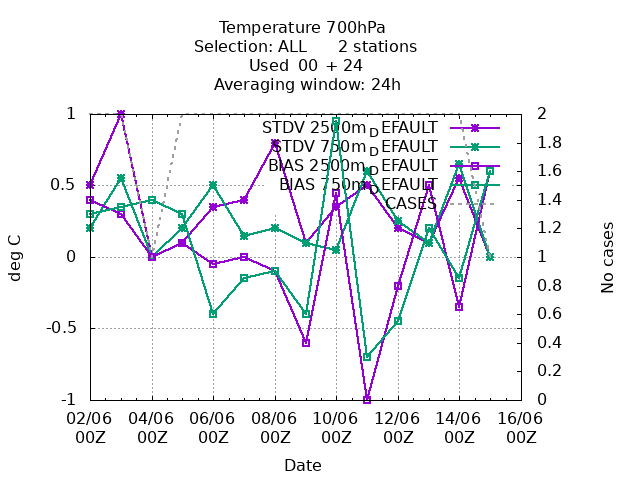 Temperature 700hPa
Selection: ALL 2 stations
Used 00 + 24
Averaging window: 24h
STDV 2500m_DEFAULT
STDV 750m_DEFAULT
BIAS 2500m_DEFAULT
BIAS 750m_DEFAULT
CASES
1
0.5
0
-0.5
-1
deg C
2
1.8
1.6
1.4
1.2
1
0.8
0.6
0.4
0.2
0
No cases
02/06 04/06 06/06 08/06 10/06 12/06 14/06 16/06
00Z 00Z 00Z 00Z 00Z 00Z 00Z 00Z
Date